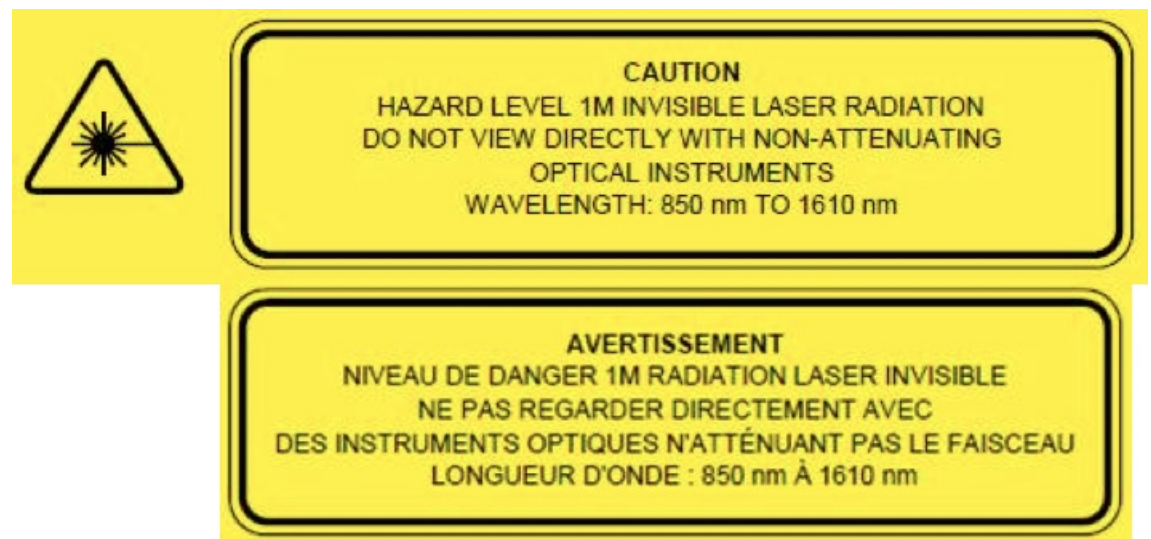 CAUTION
HAZARD LEVEL 1M INVISIBLE LASER RADIATION
DO NOT VIEW DIRECTLY WITH NON-ATTENUATING
OPTICAL INSTRUMENTS
WAVELENGTH: 850 nm TO 1610 nm
AVERTISSEMENT
NIVEAU DE DANGER 1M RADIATION LASER INVISIBLE
NE PAS REGARDER DIRECTEMENT AVEC
DES INSTRUMENTS OPTIQUES N'ATTÉNUANT PAS LE FAISCEAU
LONGUEUR D'ONDE : 850 nm À 1610 nm